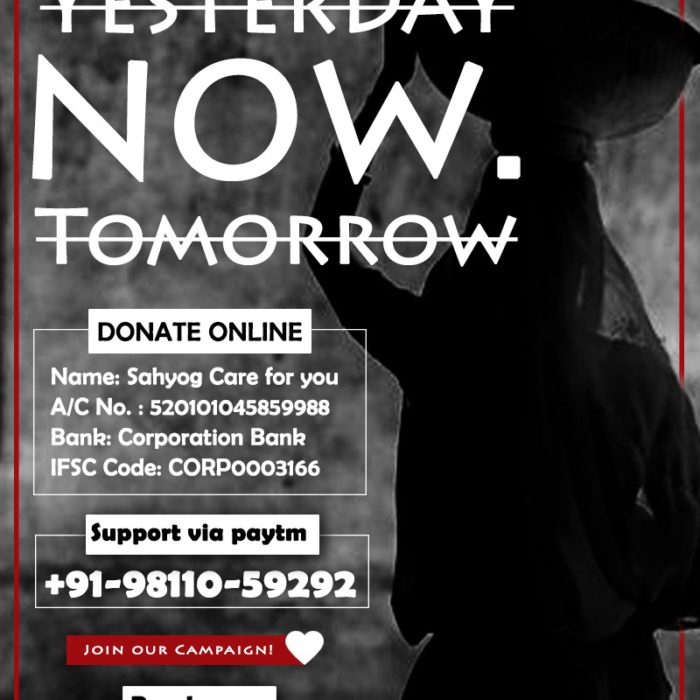 YESTERDAY
NOW.
TOMORROW
DONATE ONLINE
Name: Sahyog Care for you
A/C No. : 520101045859988
Bank: Corporation Bank
IFSC Code: CORP0003166
Support via paytm
+91-98110-59292
JOIN OUR CAMPAIGN!